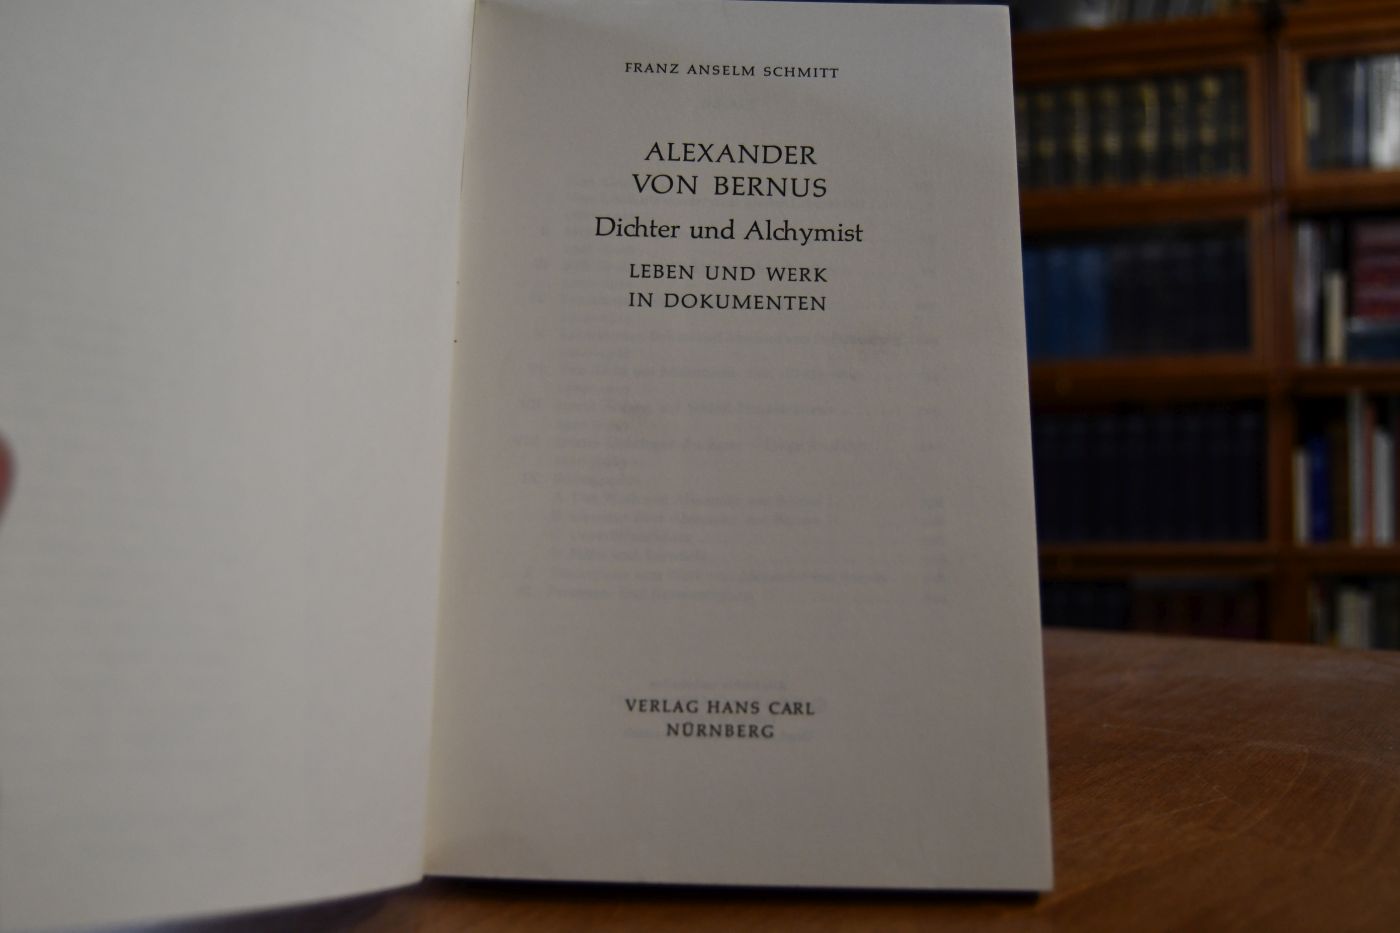 FRANZ ANSELM SCHMITT
ALEXANDER
VON BERNUS
Dichter und Alchymist
LEBEN UND WERK
IN DOKUMENTEN
VERLAG HANS CARL
NÜRNBERG